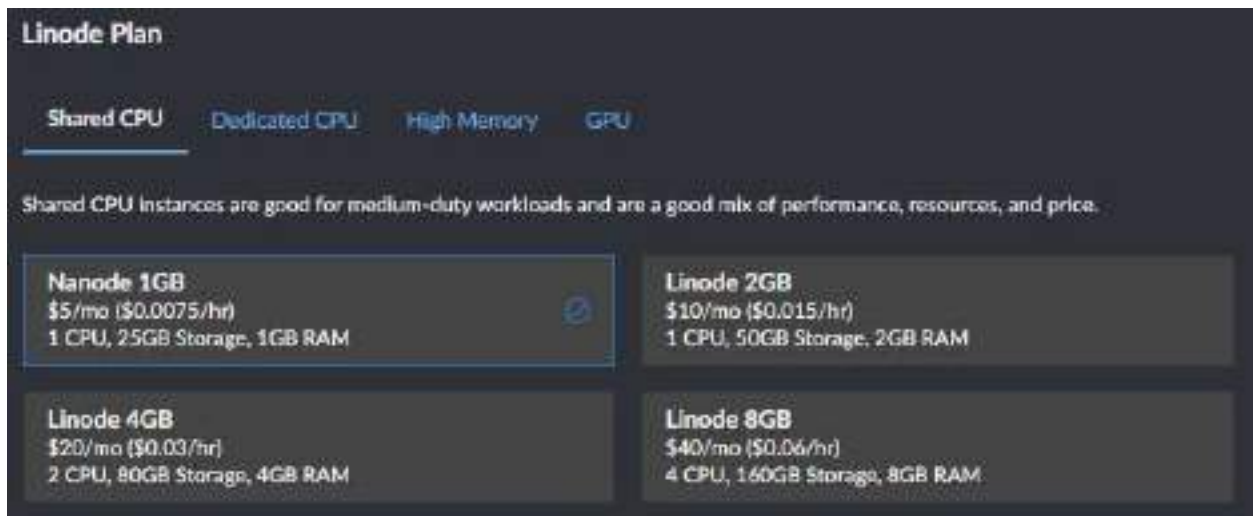 Linode Plan
Shared CPU Dedicated CPU High Memory GPU
Shared CPU instances are good for medium-duty workloads and are a good mix of performance, resources, and price.
Nanode 1GB
$5/mo ($0.0075/hr)
1 CPU, 25GB Storage, 1GB RAM
Linode 2GB
$10/mo ($0.015/hr)
1 CPU, 50GB Storage, 2GB RAM
Linode 4GB
$20/mo ($0.03/hr)
2 CPU, 80GB Storage, 4GB RAM
Linode 8GB
$40/mo ($0.06/hr)
4 CPU, 160GB Storage, 8GB RAM